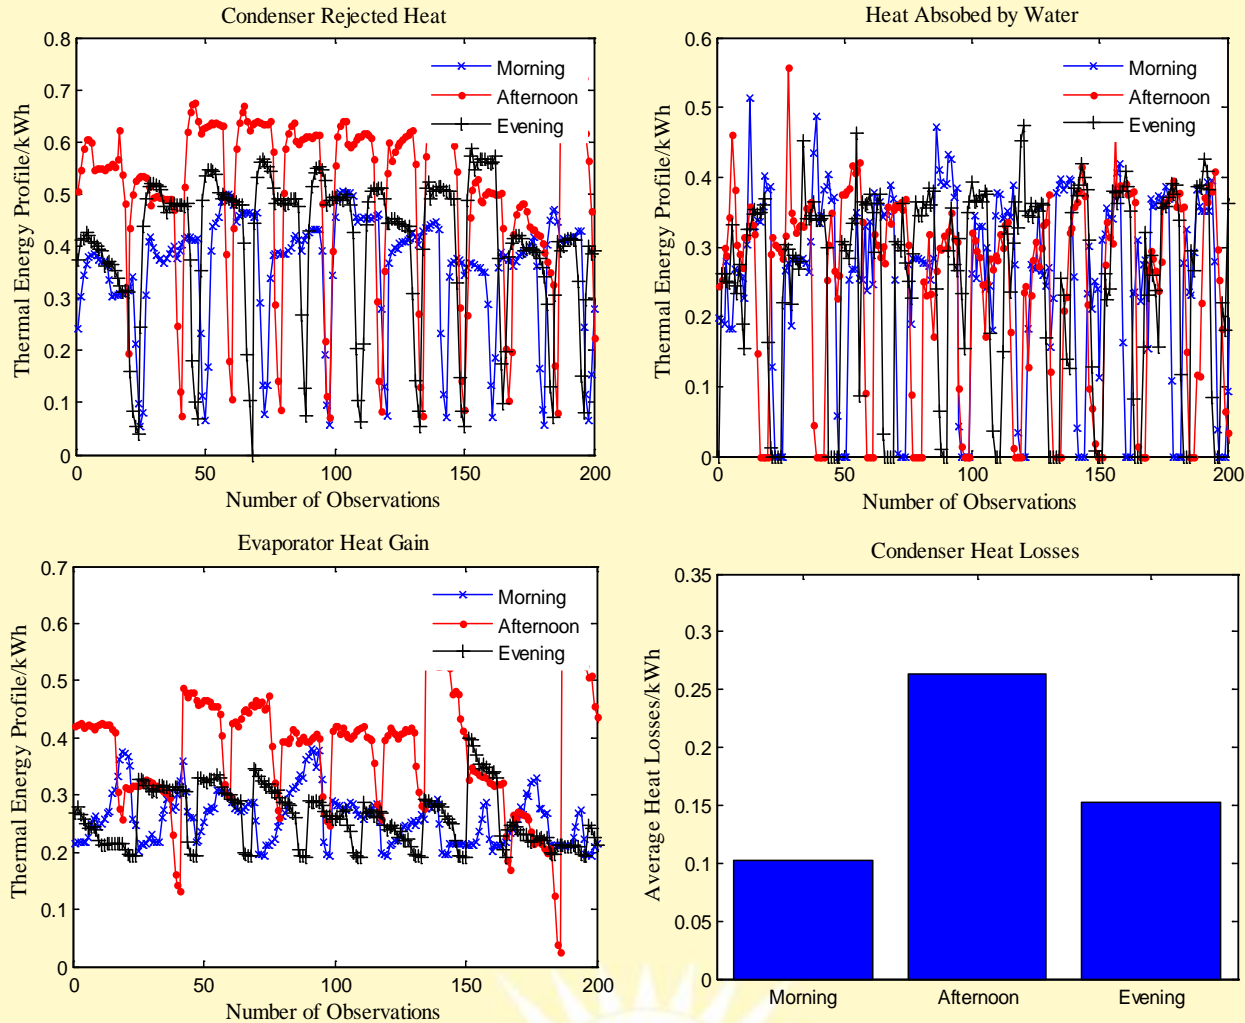 Condenser Rejected Heat
Thermal Energy Profile/kWh
0.8
0.7
0.6
0.5
0.4
0.3
0.2
0.1
0
Morning
Afternoon
Evening
0 50 100 150 200
Number of Observations
Heat Absobed by Water
Thermal Energy Profile/kWh
0.6
0.5
0.4
0.3
0.2
0.1
0
Morning
Afternoon
Evening
0 50 100 150 200
Number of Observations
Evaporator Heat Gain
Thermal Energy Profile/kWh
0.7
0.6
0.5
0.4
0.3
0.2
0.1
0
Morning
Afternoon
Evening
0 50 100 150 200
Number of Observations
Condenser Heat Losses
Average Heat Losses/kWh
0.35
0.3
0.25
0.2
0.15
0.1
0.05
0
Morning Afternoon Evening